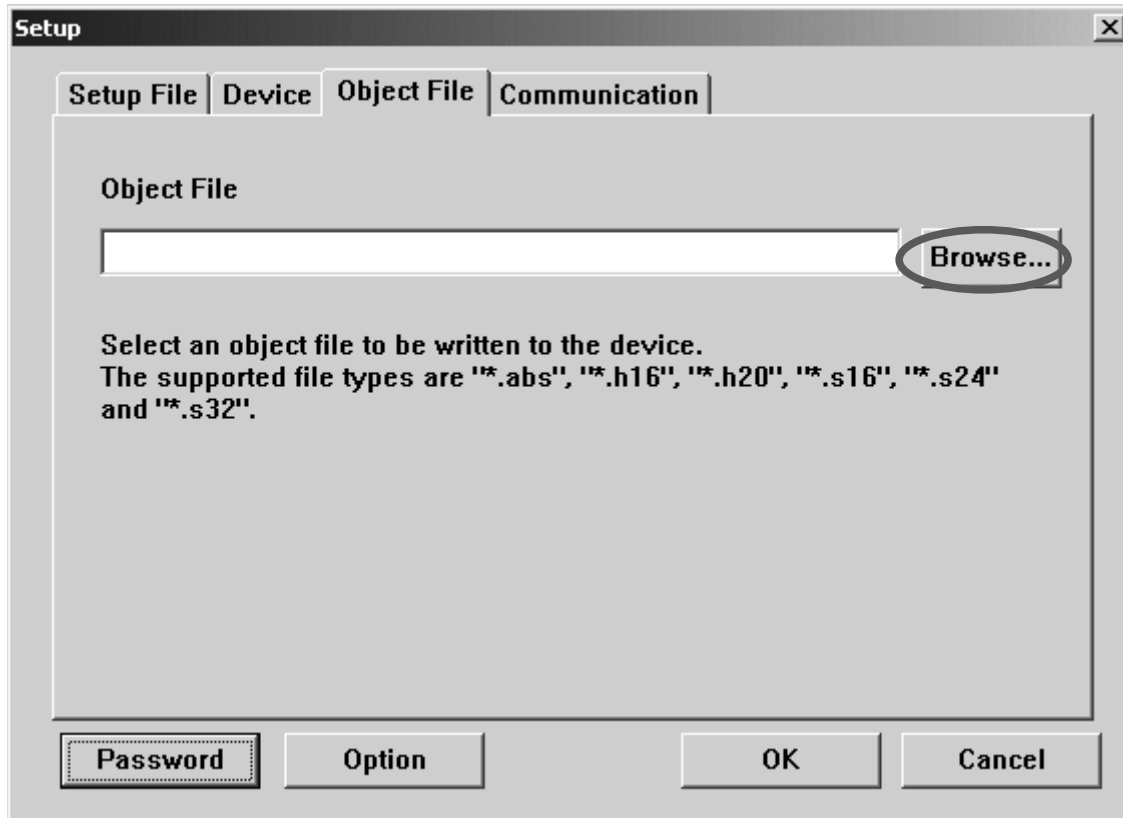 Setup
Setup File Device Object File Communication
Object File
Browse...
Select an object file to be written to the device.
The supported file types are "*.abs", "*.h16", "*.h20", "*.s16", "*.s24"
and "*.s32".
Password Option OK Cancel